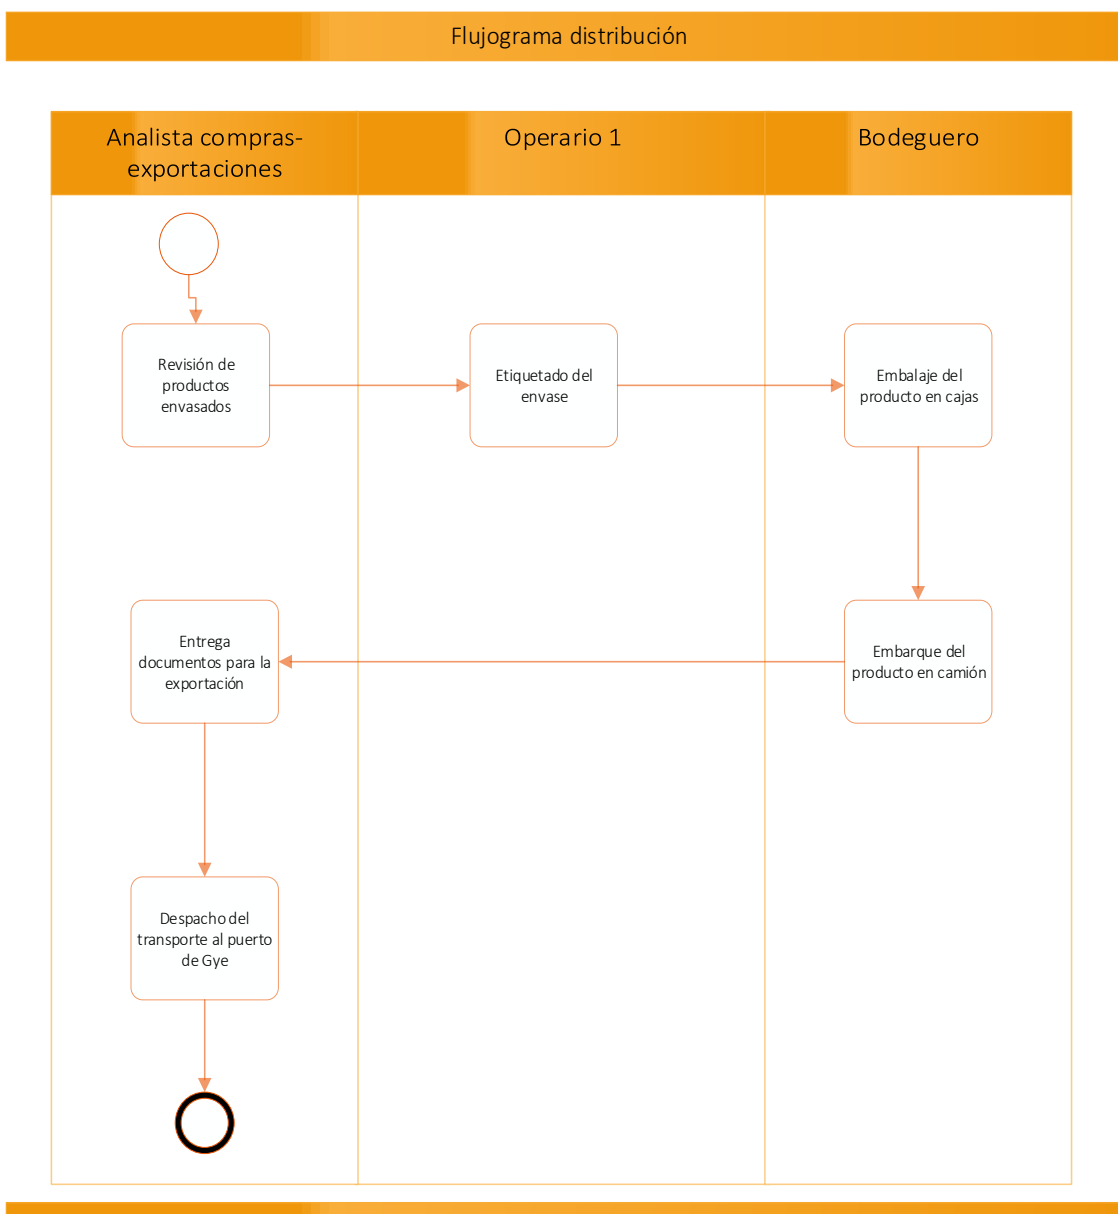 Flujograma distribución
Analista compras-
exportaciones
Operario 1
Bodeguero
Revisión de
productos
envasados
Etiquetado del
envase
Embalaje del
producto en cajas
Entrega
documentos para la
exportación
Embarque del
producto en camión
Despacho del
transporte al puerto
de Gye